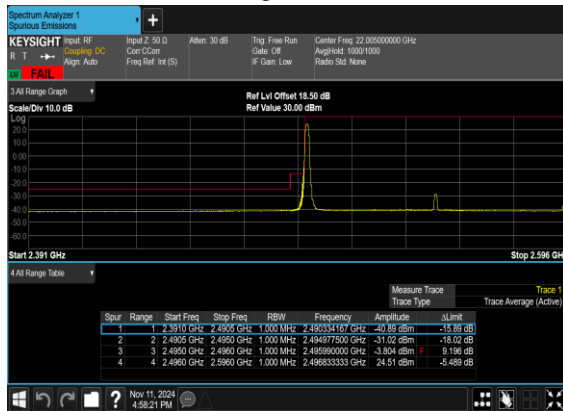 Spectrum Analyzer 1
Spurious Emissions
KEYSIGHT Input: RF Input Z: 50 Ω Atten: 30 dB Trig: Free Run Center Freq: 22.005000000 GHz
R T Coupling: DC Corr CCorr Gate: Off Avg|Hold: 1000/1000
Align: Auto Freq Ref: Int (S) IF Gain: Low Radio Std: None
FAIL
3 All Range Graph
Ref Lvl Offset 18.50 dB
Scale/Div 10.0 dB Ref Value 30.00 dBm
Log
20.0
10.0
0.00
-10.0
-20.0
-30.0
-40.0
-50.0
-60.0
Start 2.391 GHz Stop 2.596 GH
4 All Range Table
Measure Trace Trace 1
Trace Type Trace Average (Active)
Spur Range Start Freq Stop Freq RBW Frequency Amplitude ΔLimit
1 1 2.3910 GHz 2.4905 GHz 1.000 MHz 2.490334167 GHz -40.89 dBm -15.89 dB
2 2 2.4905 GHz 2.4950 GHz 1.000 MHz 2.494977500 GHz -31.02 dBm -18.02 dB
3 3 2.4950 GHz 2.4960 GHz 1.000 MHz 2.495990000 GHz -3.804 dBm F 9.196 dB
4 4 2.4960 GHz 2.5960 GHz 1.000 MHz 2.496833333 GHz 24.51 dBm -5.489 dB
Nov 11, 2024
4:58:21 PM